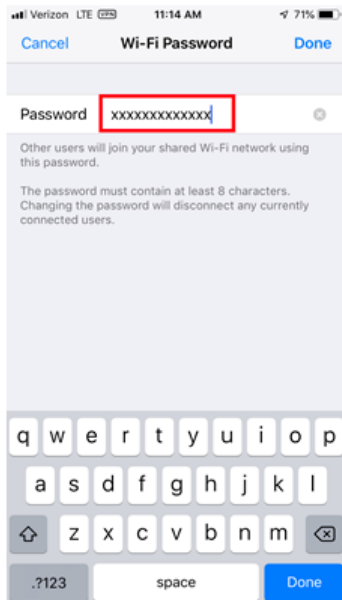 Verizon LTE VPN 11:14 AM 71%
Cancel Wi-Fi Password Done
Password xxxxxxxxxxxxx
Other users will join your shared Wi-Fi network using
this password.
The password must contain at least 8 characters.
Changing the password will disconnect any currently
connected users.
q w e r t y u i o p
a s d f g h j k l
z x c v b n m
.?123 space Done